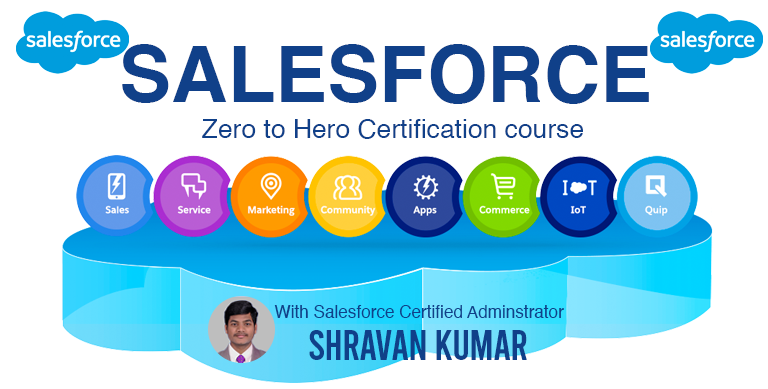 salesforce
salesforce
SALESFORCE
Zero to Hero Certification course
Sales
Service
Marketing
Community
Apps
Commerce
I T
IoT
Quip
With Salesforce Certified Adminstrator
SHRAVAN KUMAR